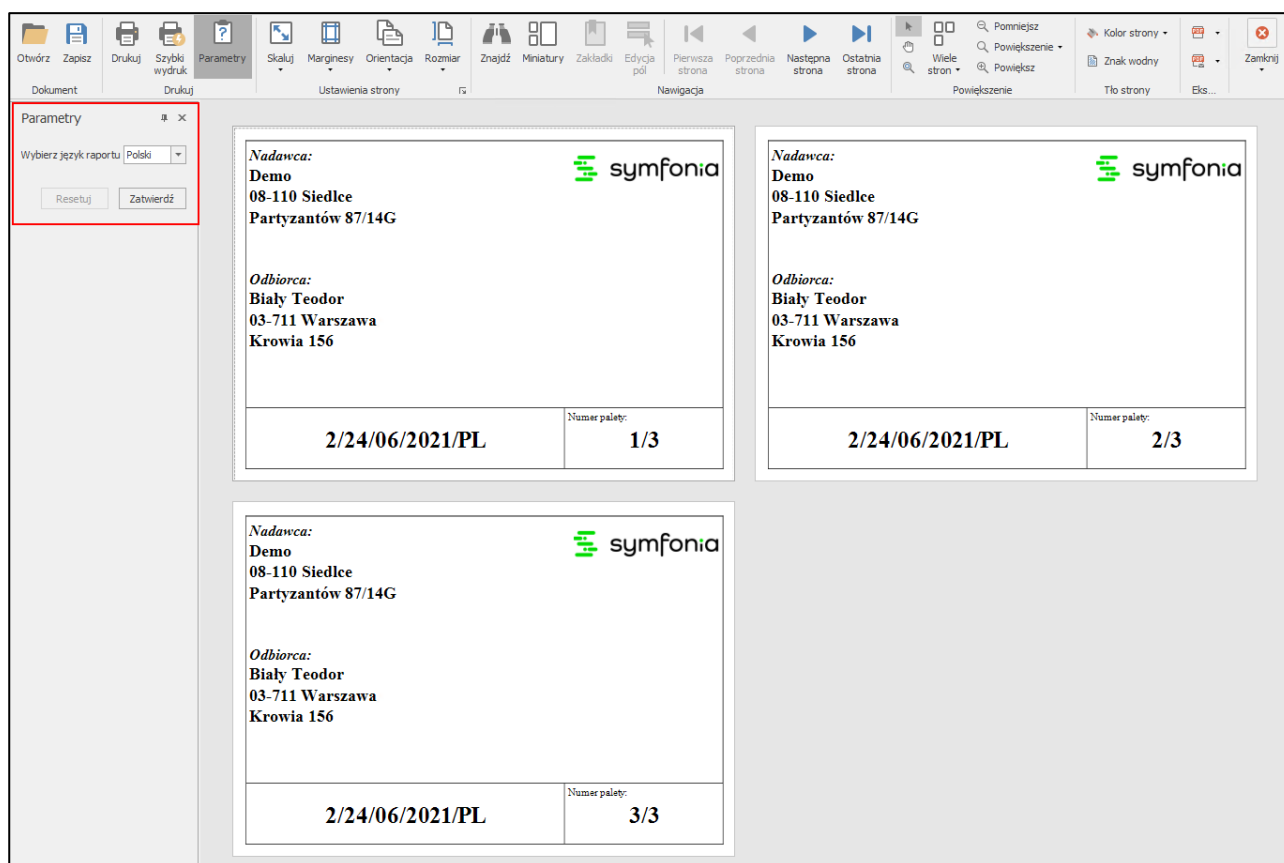 Otwórz Zapisz Drukuj Szybki wydruk Parametry Skaluj Marginesy Orientacja Rozmiar Znajdź Miniatury Zakładki Edycja pól Pierwsza strona Poprzednia strona Następna strona Ostatnia strona Wiele stron
Pomniejsz
Powiększenie
Powiększ
Kolor strony
Znak wodny
PDF
PDF
Zamknij
Dokument Drukuj Ustawienia strony Nawigacja Powiększenie Tło strony Eks...
Parametry
Wybierz język raportu Polski
Resetuj Zatwierdź
Nadawca:
symfonia
Demo
08-110 Siedlce
Partyzantów 87/14G
Odbiorca:
Biały Teodor
03-711 Warszawa
Krowia 156
Numer palety:
2/24/06/2021/PL 1/3
Nadawca:
symfonia
Demo
08-110 Siedlce
Partyzantów 87/14G
Odbiorca:
Biały Teodor
03-711 Warszawa
Krowia 156
Numer palety:
2/24/06/2021/PL 2/3
Nadawca:
symfonia
Demo
08-110 Siedlce
Partyzantów 87/14G
Odbiorca:
Biały Teodor
03-711 Warszawa
Krowia 156
Numer palety:
2/24/06/2021/PL 3/3